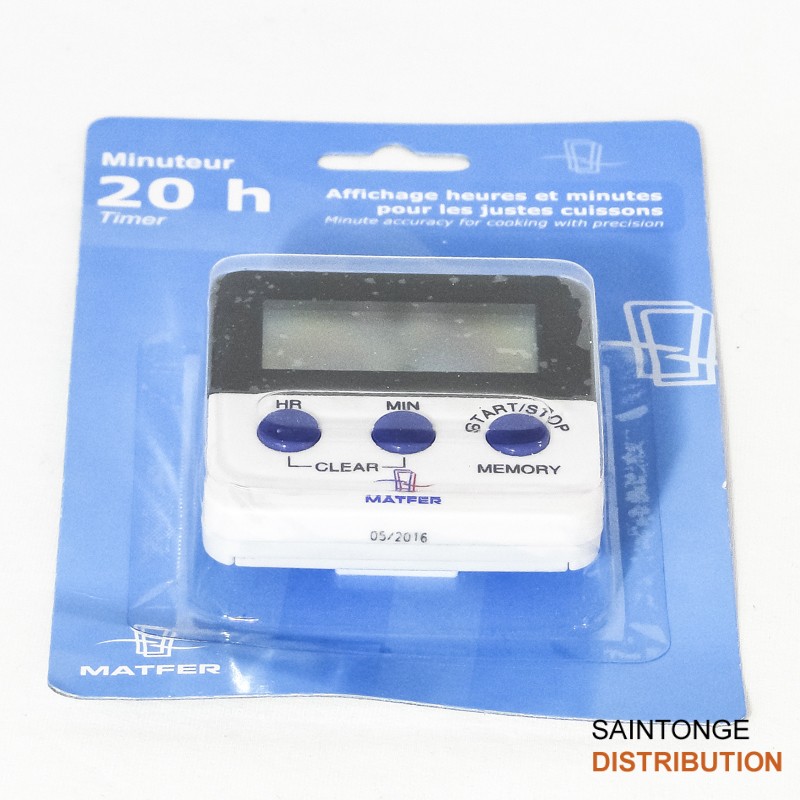 Minuteur
20 h
Timer
Affichage heures et minutes
pour les justes cuissons
Minute accuracy for cooking with precision
HR
MIN
START/STOP
CLEAR
MEMORY
MATFER
05/2016
MATFER
SAINTONGE
DISTRIBUTION